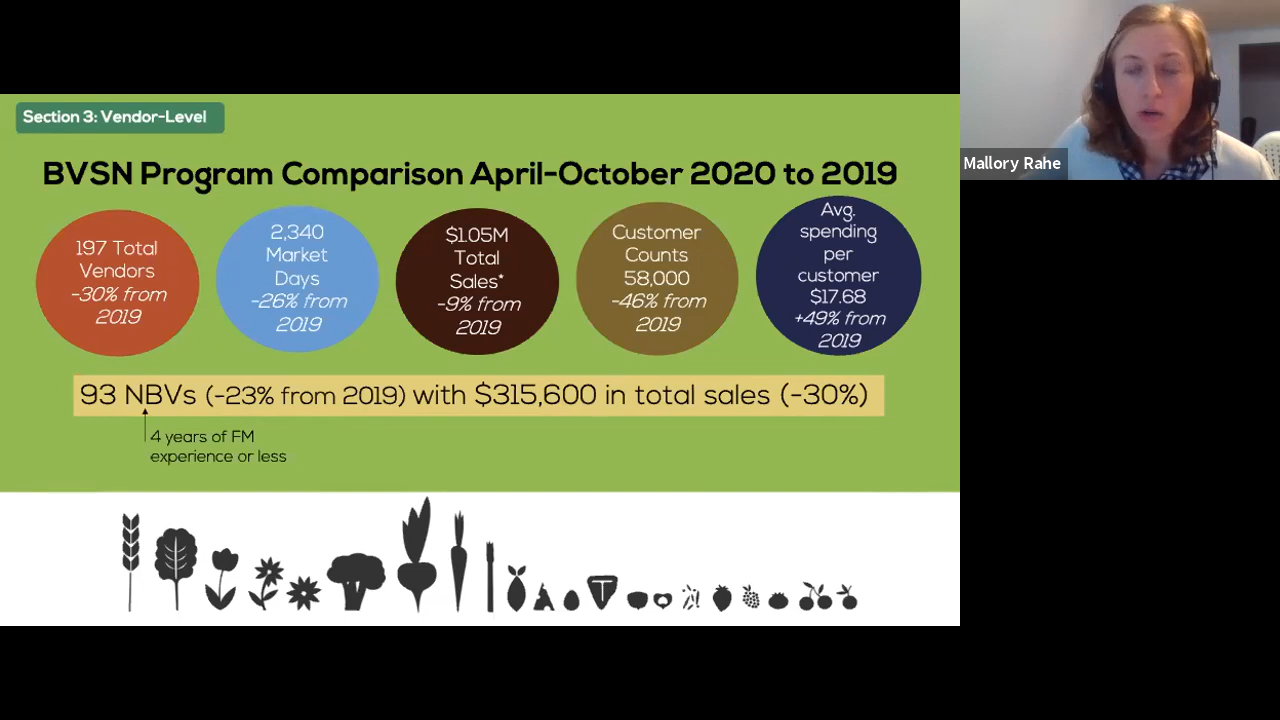 Section 3: Vendor-Level
BVSN Program Comparison April-October 2020 to 2019
197 Total
Vendors
-30% from
2019
2,340
Market
Days
-26% from
2019
$1.05M
Total
Sales*
-9% from
2019
Customer
Counts
58,000
-46% from
2019
Avg.
spending
per
customer
$17.68
+49% from
2019
93 NBVs (-23% from 2019) with $315,600 in total sales (-30%)
4 years of FM
experience or less
Mallory Rahe